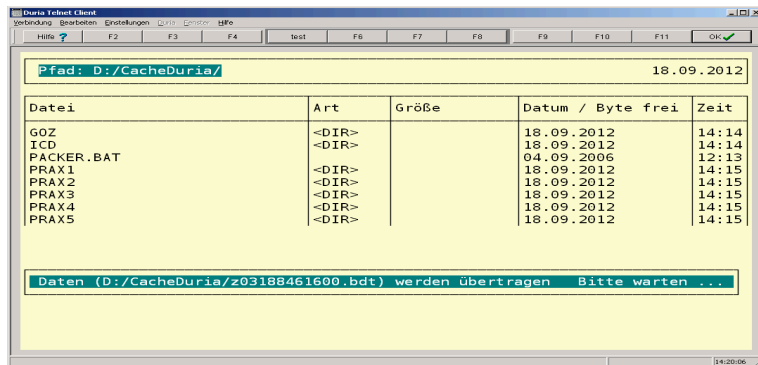 Duria Telnet Client
Verbindung Bearbeiten Einstellungen Duria Fenster Hilfe
Hilfe ? F2 F3 F4 test F6 F7 F8 F9 F10 F11 OK
Pfad: D:/CacheDuria/ 18.09.2012
Datei Art Größe Datum / Byte frei Zeit
GOZ <DIR> 18.09.2012 14:14
ICD <DIR> 18.09.2012 14:14
PACKER.BAT 04.09.2006 12:13
PRAX1 <DIR> 18.09.2012 14:15
PRAX2 <DIR> 18.09.2012 14:15
PRAX3 <DIR> 18.09.2012 14:15
PRAX4 <DIR> 18.09.2012 14:15
PRAX5 <DIR> 18.09.2012 14:15
Daten (D:/CacheDuria/z03188461600.bdt) werden übertragen Bitte warten ...
14:20:06